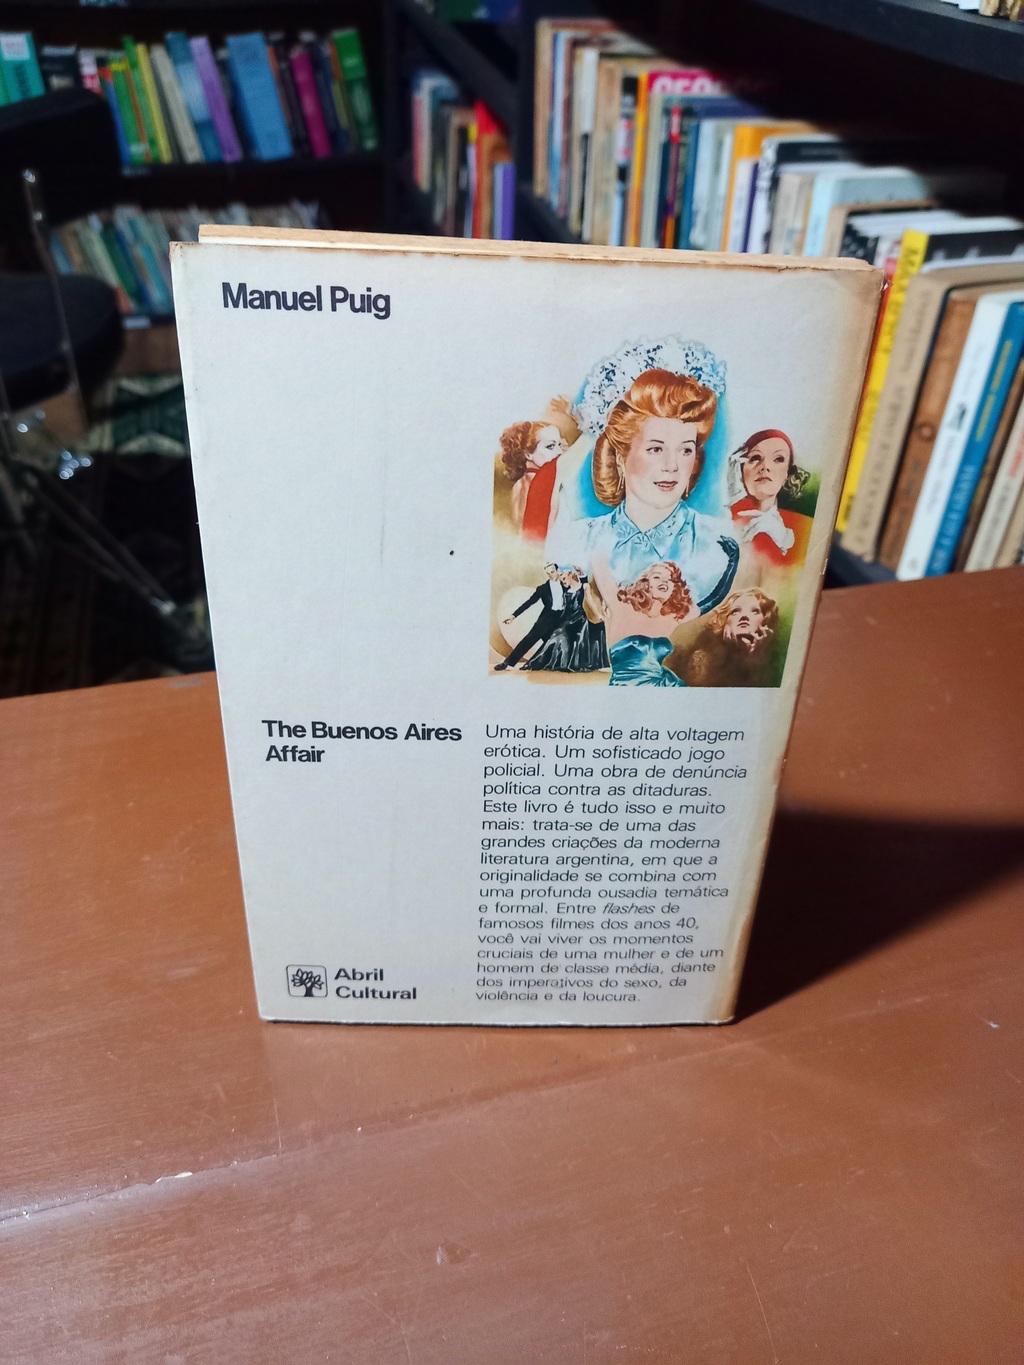 Manuel Puig
The Buenos Aires
Affair
Uma história de alta voltagem
erótica. Um sofisticado jogo
policial. Uma obra de denúncia
política contra as ditaduras.
Este livro é tudo isso e muito
mais: trata-se de uma das
grandes criações da moderna
literatura argentina, em que a
originalidade se combina com
uma profunda ousadia temática
e formal. Entre flashes de
famosos filmes dos anos 40,
você vai viver os momentos
cruciais de uma mulher e de um
homem de classe média, diante
dos imperativos do sexo, da
violência e da loucura.
Abril
Cultural